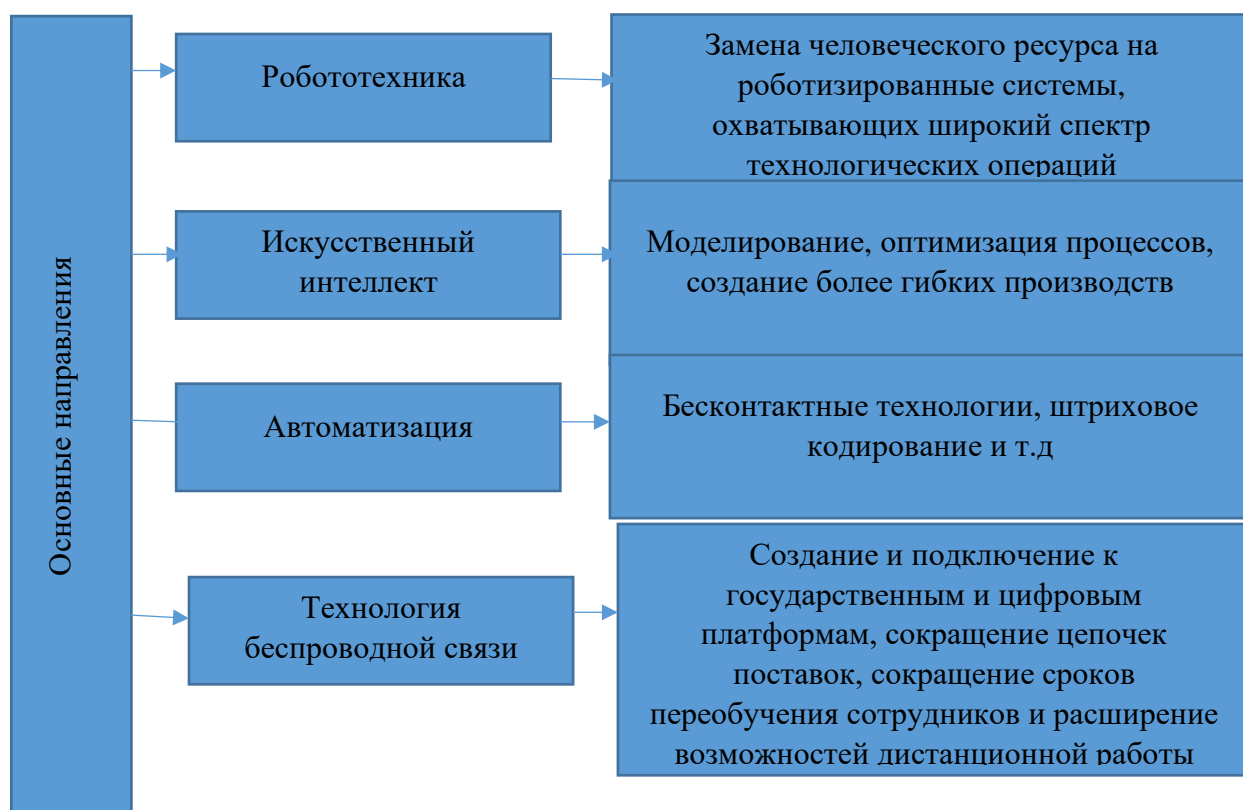 Основные направления
Робототехника
Замена человеческого ресурса на
роботизированные системы,
охватывающих широкий спектр
технологических операций
Искусственный
интеллект
Моделирование, оптимизация процессов,
создание более гибких производств
Автоматизация
Бесконтактные технологии, штриховое
кодирование и т.д
Технология
беспроводной связи
Создание и подключение к
государственным и цифровым
платформам, сокращение цепочек
поставок, сокращение сроков
переобучения сотрудников и расширение
возможностей дистанционной работы